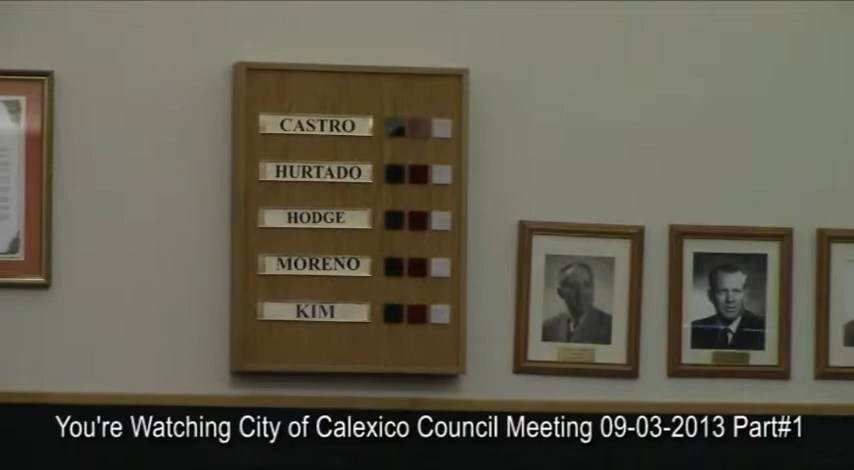 CASTRO
HURTADO
HODGE
MORENO
KIM
You're Watching City of Calexico Council Meeting 09-03-2013 Part#1